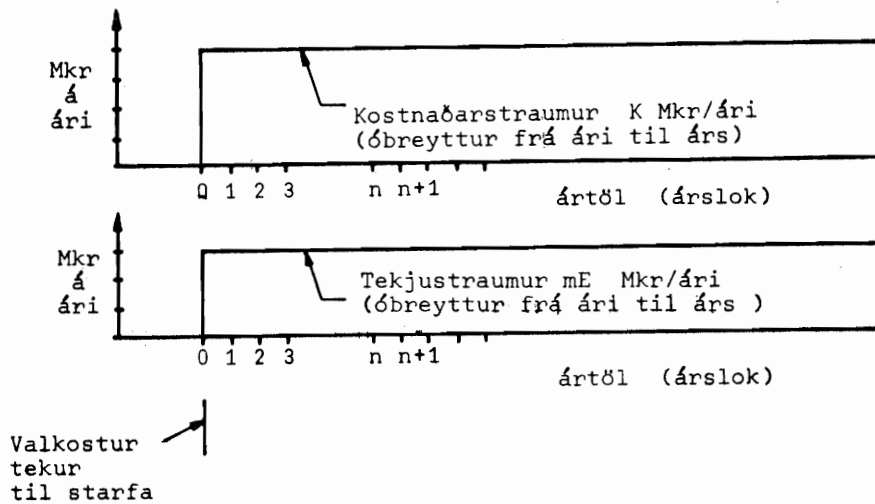 Mkr
á
ári
Kostnaðarstraumur K Mkr/ári
(óbreyttur frá ári til árs)
0 1 2 3 n n+1
ártöl (árslok)
Mkr
á
ári
Tekjustraumur mE Mkr/ári
(óbreyttur frá ári til árs )
0 1 2 3 n n+1
ártöl (árslok)
Valkostur
tekur
til starfa